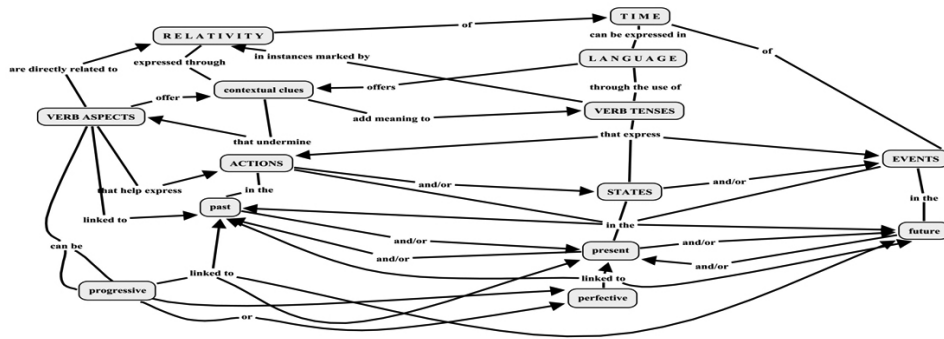 of
T I M E
R E L A T I V I T Y
can be expressed in
in instances marked by
of
expressed through
L A N G U A G E
are directly related to
offers
through the use of
offer
contextual clues
VERB ASPECTS
add meaning to
VERB TENSES
that express
that undermine
ACTIONS
EVENTS
that help express
and/or
STATES
and/or
in the
in the
past
linked to
in the
future
can be
and/or
present
and/or
and/or
and/or
linked to
linked to
progressive
perfective
or